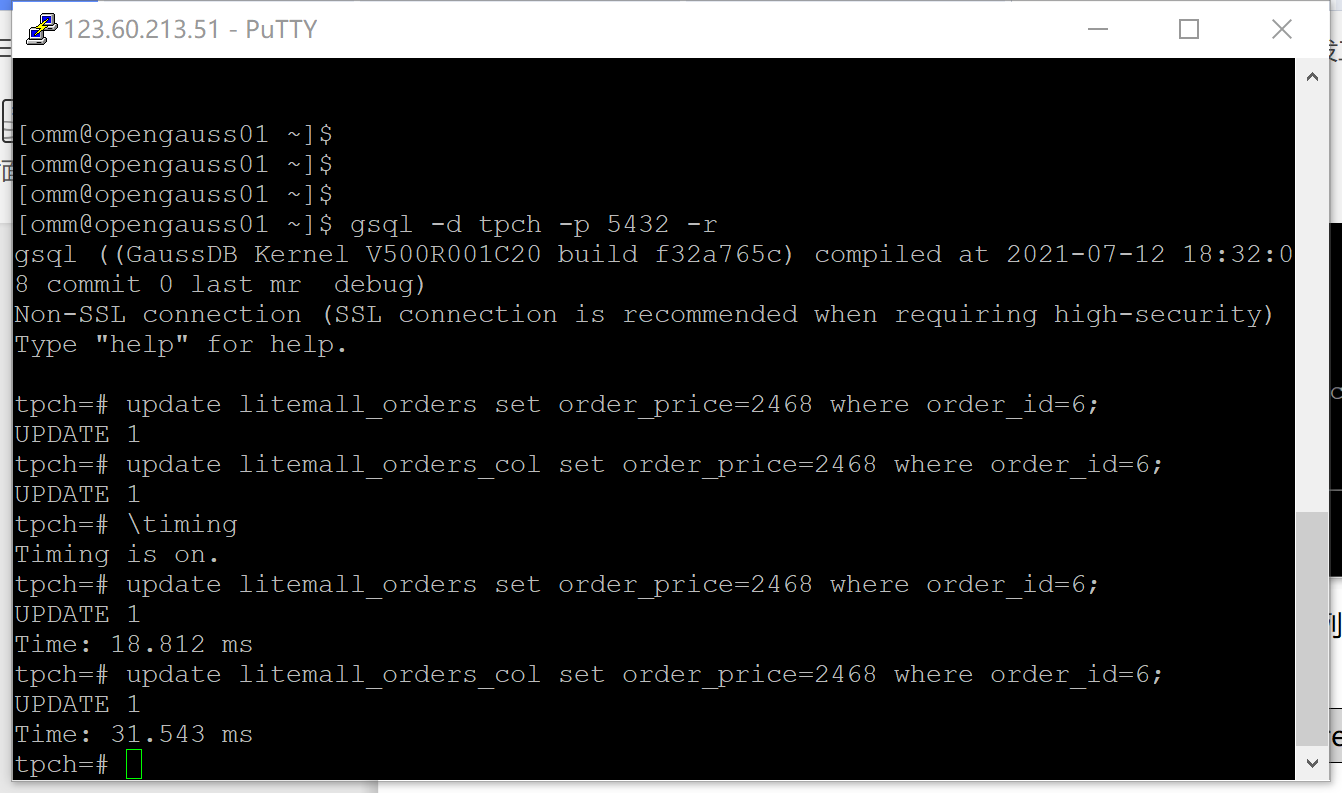 123.60.213.51 - PuTTY
[omm@opengauss01 ~]$
[omm@opengauss01 ~]$
[omm@opengauss01 ~]$
[omm@opengauss01 ~]$ gsql -d tpch -p 5432 -r
gsql ((GaussDB Kernel V500R001C20 build f32a765c) compiled at 2021-07-12 18:32:0
8 commit 0 last mr  debug)
Non-SSL connection (SSL connection is recommended when requiring high-security)
Type "help" for help.
tpch=# update litemall_orders set order_price=2468 where order_id=6;
UPDATE 1
tpch=# update litemall_orders_col set order_price=2468 where order_id=6;
UPDATE 1
tpch=# \timing
Timing is on.
tpch=# update litemall_orders set order_price=2468 where order_id=6;
UPDATE 1
Time: 18.812 ms
tpch=# update litemall_orders_col set order_price=2468 where order_id=6;
UPDATE 1
Time: 31.543 ms
tpch=#